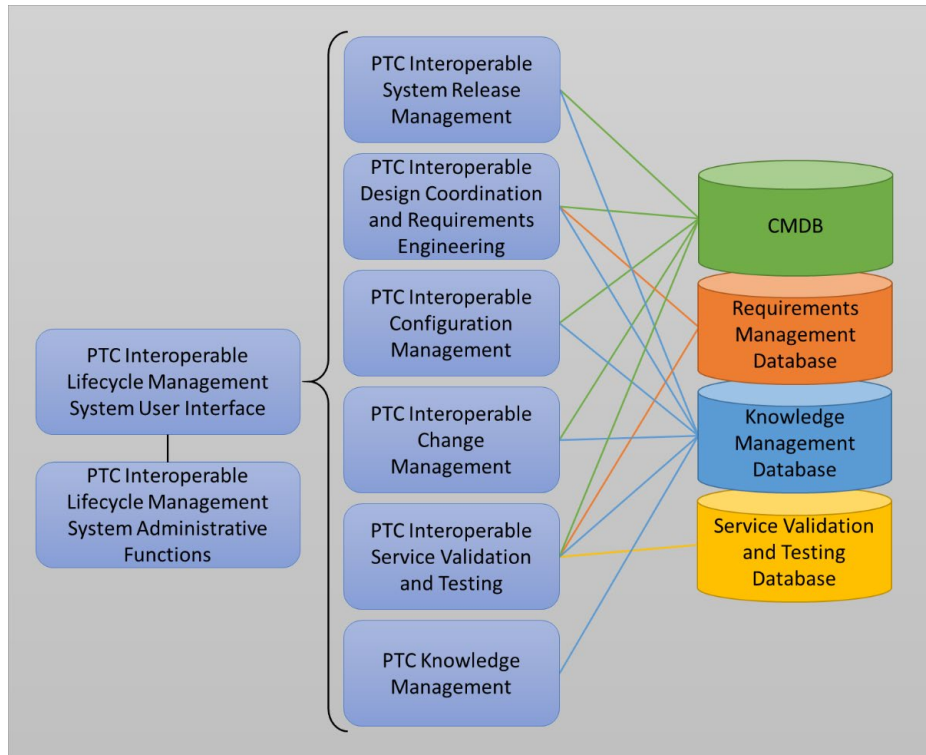 PTC Interoperable
Lifecycle Management
System User Interface
PTC Interoperable
Lifecycle Management
System Administrative
Functions
PTC Interoperable
System Release
Management
PTC Interoperable
Design Coordination
and Requirements
Engineering
PTC Interoperable
Configuration
Management
PTC Interoperable
Change
Management
PTC Interoperable
Service Validation
and Testing
PTC Knowledge
Management
CMDB
Requirements
Management
Database
Knowledge
Management
Database
Service Validation
and Testing
Database